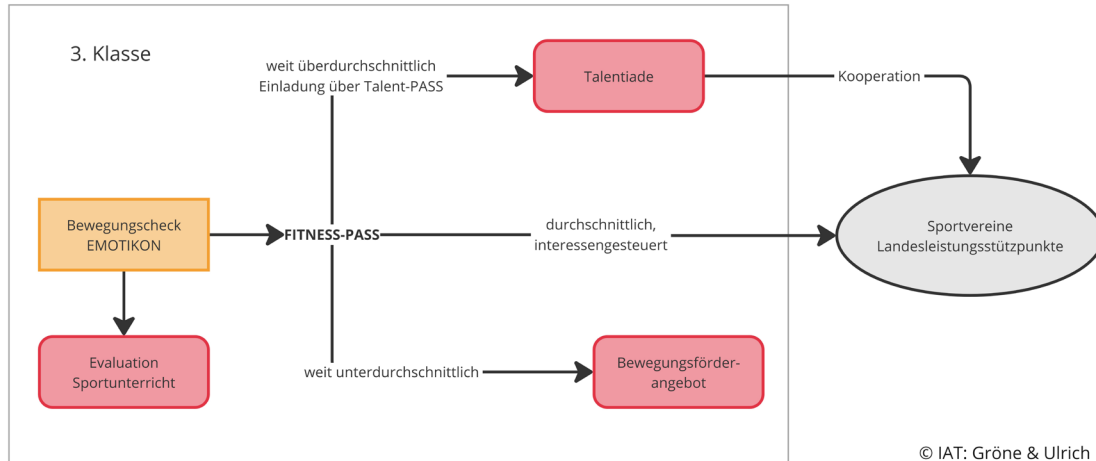 3. Klasse
weit überdurchschnittlich
Einladung über Talent-PASS
Talentiade
Kooperation
Bewegungscheck
EMOTIKON
FITNESS-PASS
durchschnittlich,
interessengesteuert
Sportvereine
Landesleistungsstützpunkte
Evaluation
Sportunterricht
weit unterdurchschnittlich
Bewegungsförder-
angebot
© IAT: Gröne & Ulrich